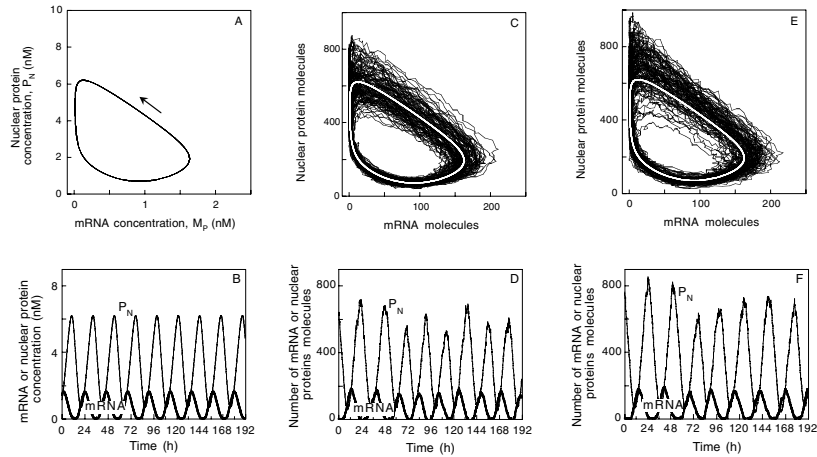 A
10
8
6
4
2
0
Nuclear protein
concentration, P_N (nM)
0 1 2
mRNA concentration, M_P (nM)
C
800
400
0
Nuclear protein molecules
0 100 200
mRNA molecules
E
800
400
0
Nuclear protein molecules
0 100 200
mRNA molecules
B
8
4
0
mRNA or nuclear protein
concentration (nM)
P_N
mRNA
0 24 48 72 96 120 144 168 192
Time (h)
D
800
400
0
Number of mRNA or nuclear
proteins molecules
P_N
mRNA
0 24 48 72 96 120 144 168 192
Time (h)
F
800
400
0
Number of mRNA or nuclear
proteins molecules
P_N
mRNA
0 24 48 72 96 120 144 168 192
Time (h)